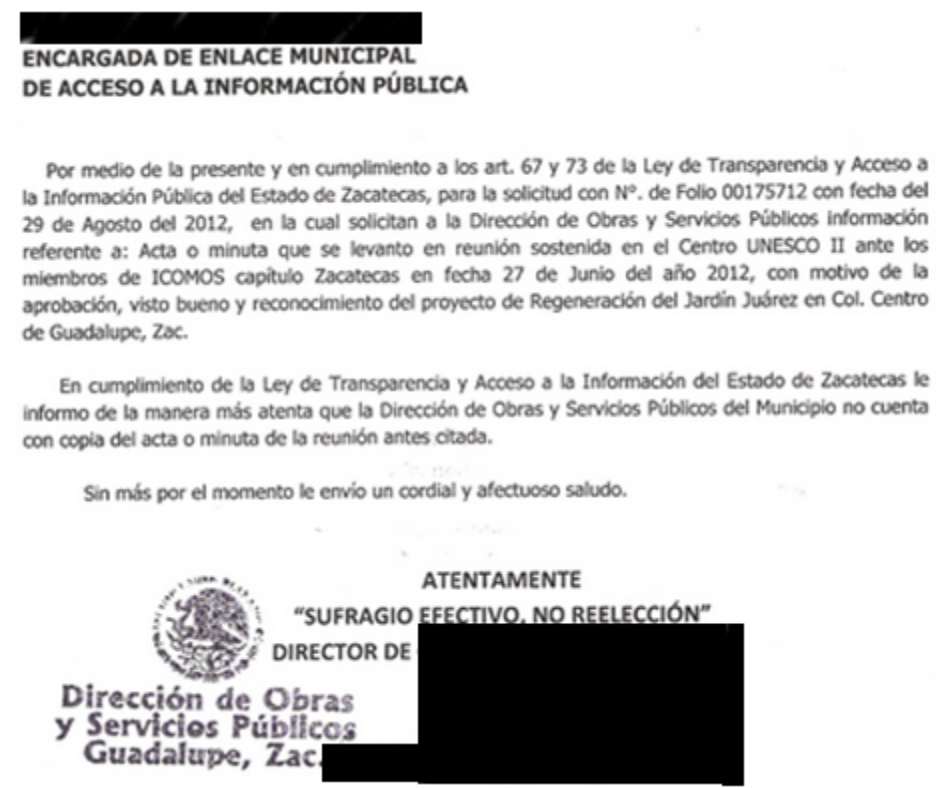 ENCARGADA DE ENLACE MUNICIPAL
DE ACCESO A LA INFORMACIÓN PÚBLICA
Por medio de la presente y en cumplimiento a los art. 67 y 73 de la Ley de Transparencia y Acceso a
la Información Pública del Estado de Zacatecas, para la solicitud con N°. de Folio 00175712 con fecha del
29 de Agosto del 2012, en la cual solicitan a la Dirección de Obras y Servicios Públicos información
referente a: Acta o minuta que se levanto en reunión sostenida en el Centro UNESCO II ante los
miembros de ICOMOS capítulo Zacatecas en fecha 27 de Junio del año 2012, con motivo de la
aprobación, visto bueno y reconocimiento del proyecto de Regeneración del Jardín Juárez en Col. Centro
de Guadalupe, Zac.
En cumplimiento de la Ley de Transparencia y Acceso a la Información del Estado de Zacatecas le
informo de la manera más atenta que la Dirección de Obras y Servicios Públicos del Municipio no cuenta
con copia del acta o minuta de la reunión antes citada.
Sin más por el momento le envío un cordial y afectuoso saludo.
ATENTAMENTE
"SUFRAGIO EFECTIVO, NO REELECCIÓN"
DIRECTOR DE
Dirección de Obras
y Servicios Públicos
Guadalupe, Zac.